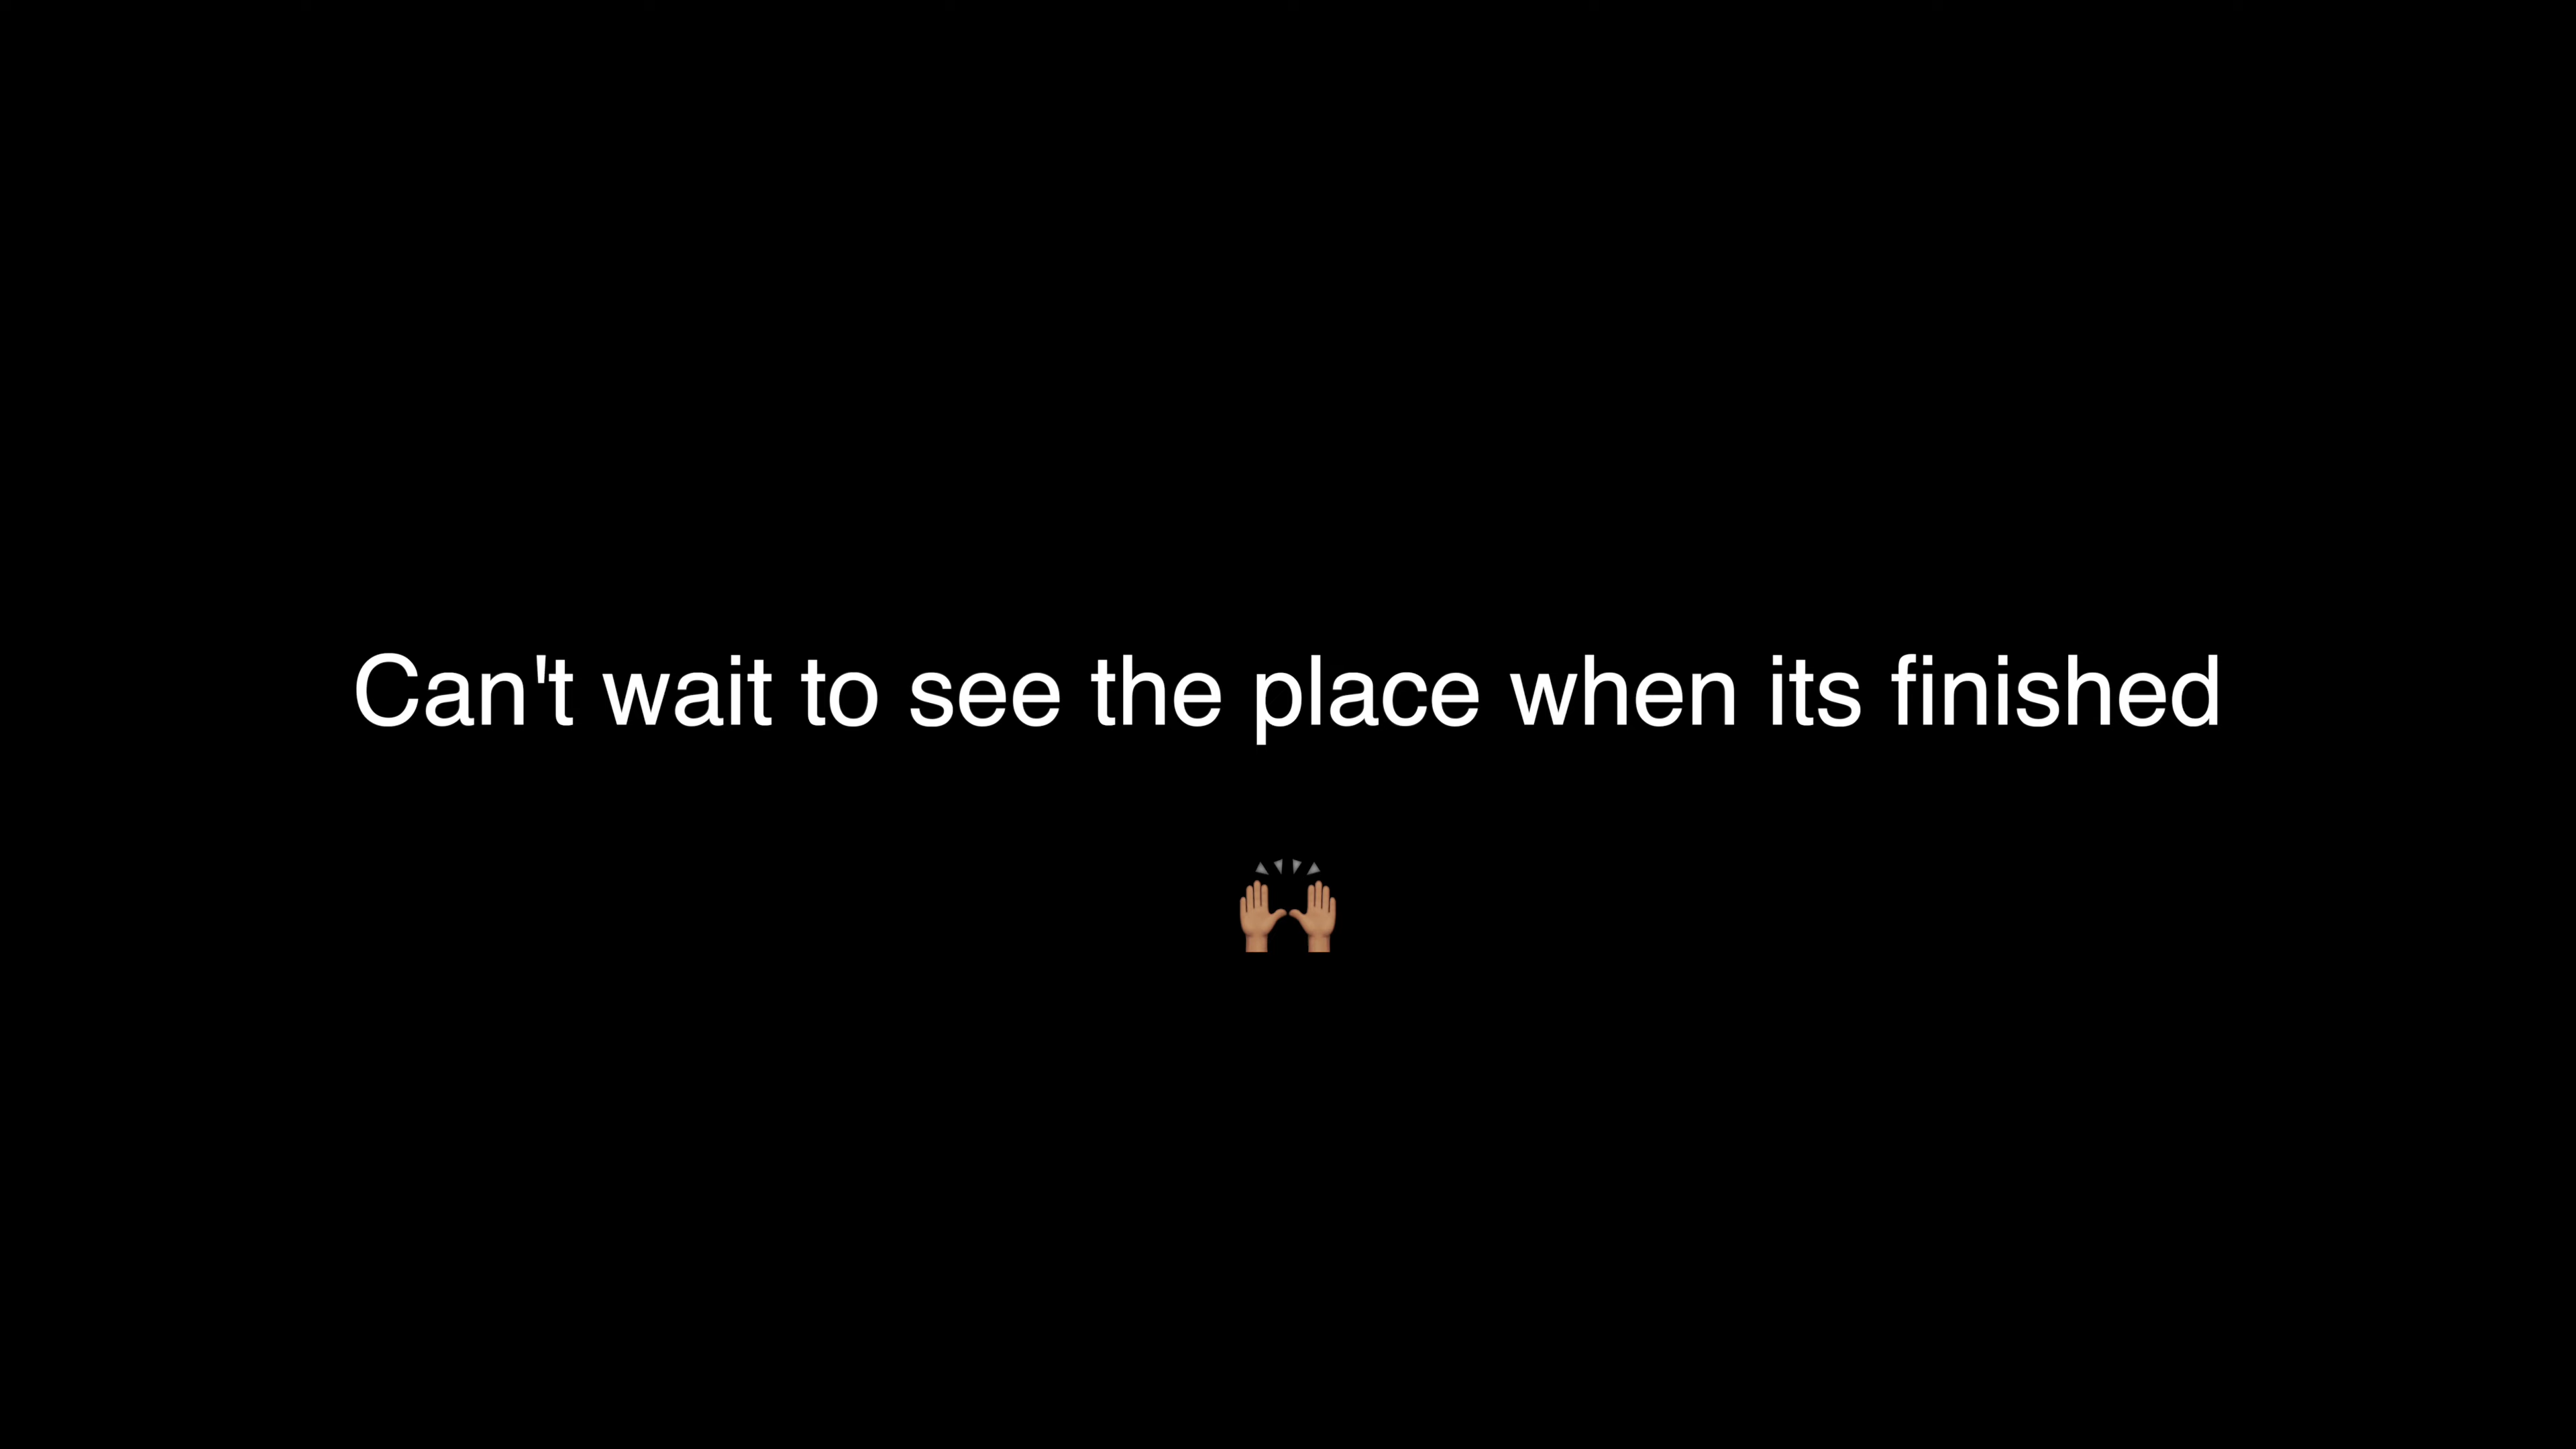 Can't wait to see the place when its finished
🙌🏽